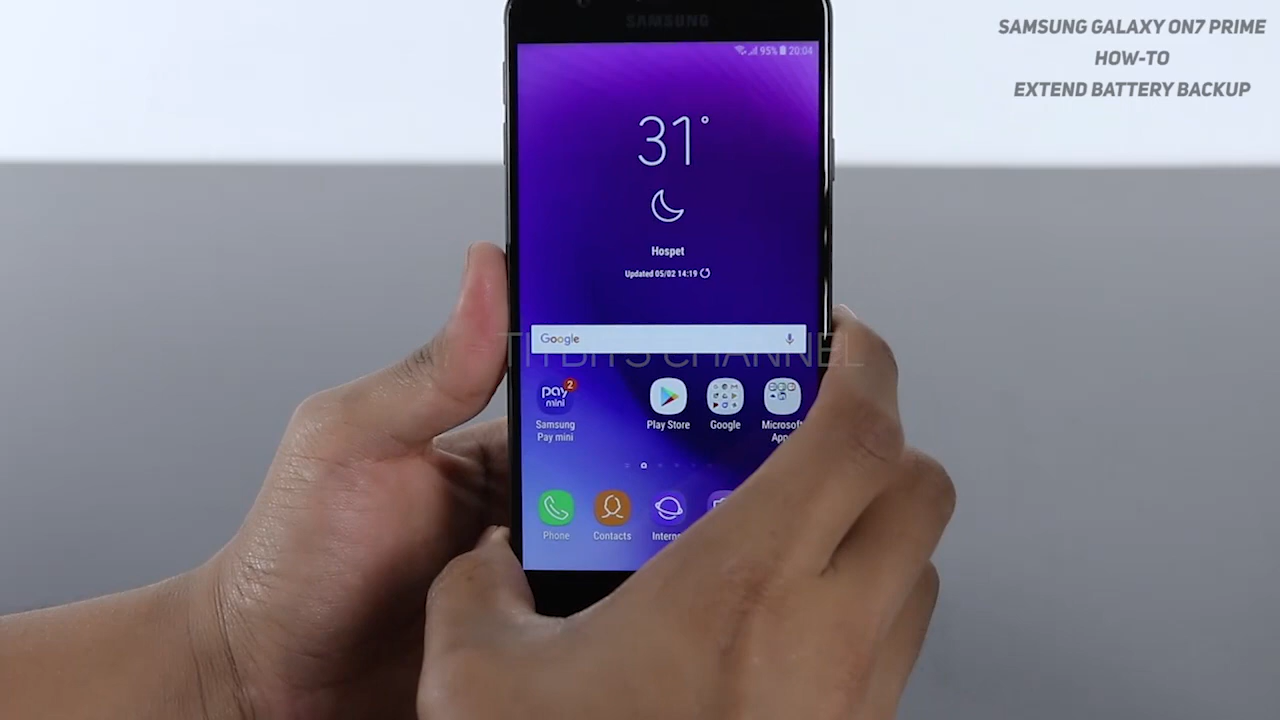 SAMSUNG GALAXY ON7 PRIME
HOW-TO
EXTEND BATTERY BACKUP
SAMSUNG
95% 20:04
31°
Hospet
Updated 05/02 14:19
Google
CHANNEL
pay
mini
2
Samsung
Pay mini
Play Store
Google
Microsoft
Phone
Contacts